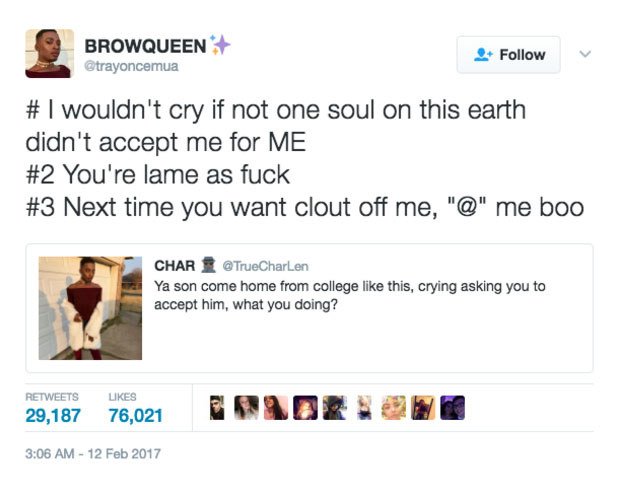 BROWQUEEN✨
@trayoncemua
Follow
# I wouldn't cry if not one soul on this earth
didn't accept me for ME
#2 You're lame as fuck
#3 Next time you want clout off me, "@" me boo
CHAR 🕵🏿 @TrueCharLen
Ya son come home from college like this, crying asking you to
accept him, what you doing?
RETWEETS LIKES
29,187 76,021
3:06 AM - 12 Feb 2017